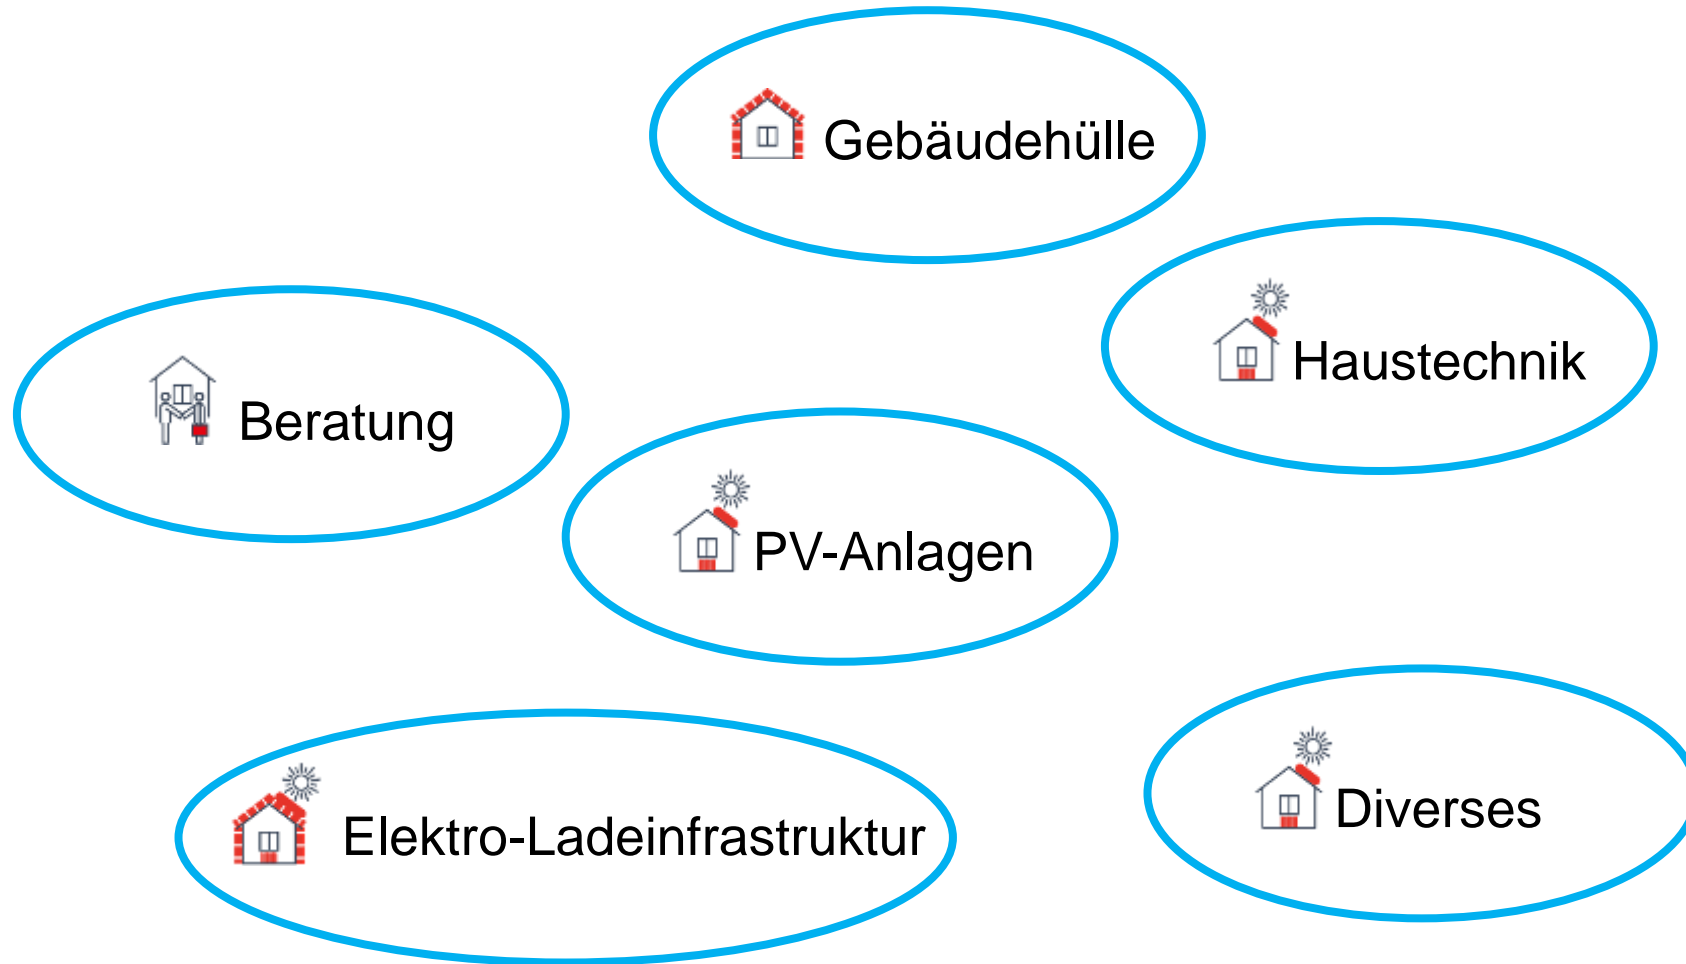 Gebäudehülle
Haustechnik
Beratung
PV-Anlagen
Diverses
Elektro-Ladeinfrastruktur